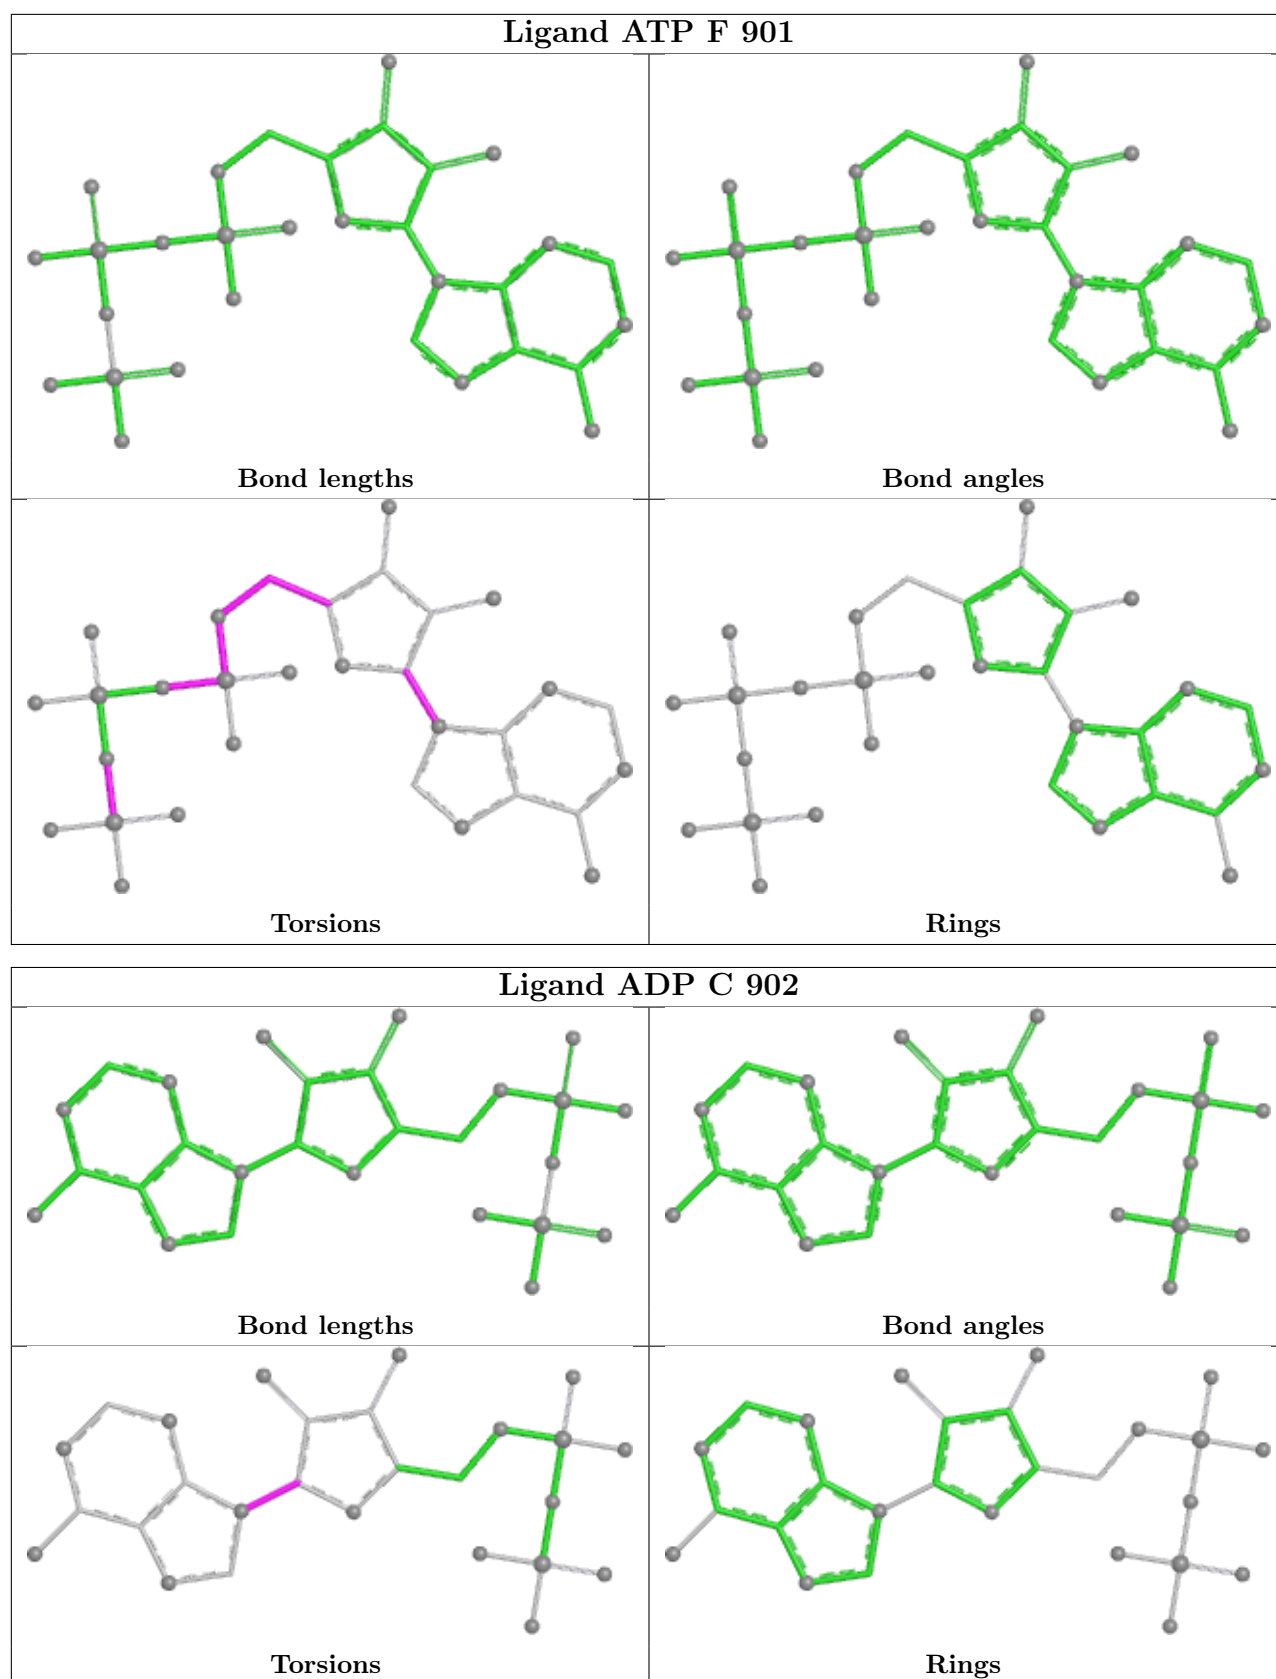 Ligand ATP F 901
Bond lengths
Bond angles
Torsions
Rings
Ligand ADP C 902
Bond lengths
Bond angles
Torsions
Rings